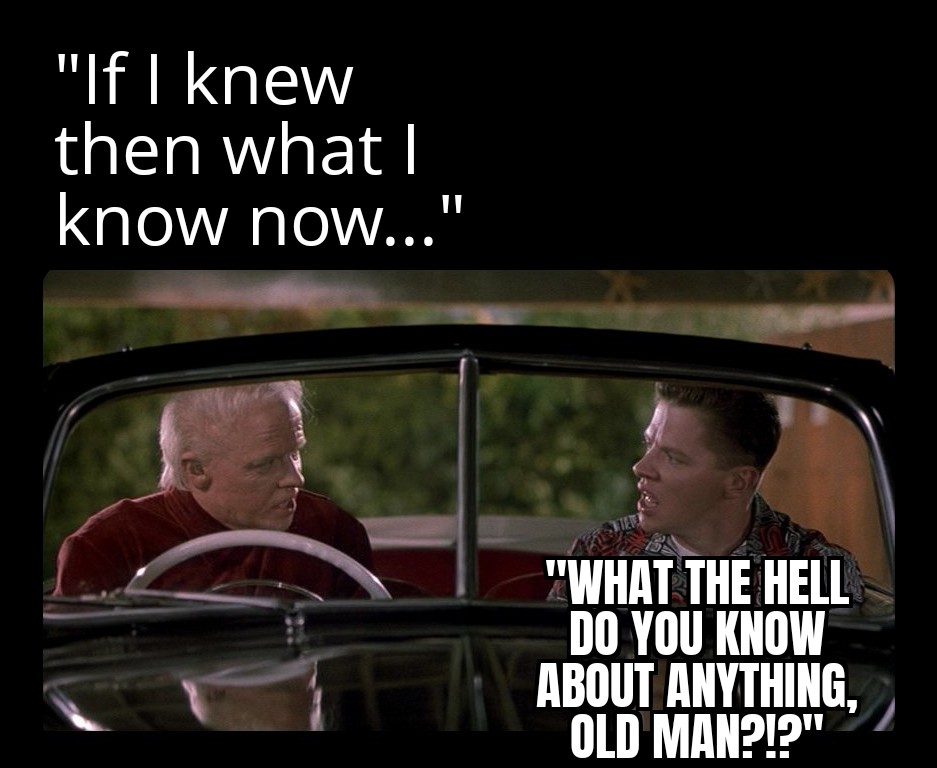 "If I knew
then what I
know now..."
"WHAT THE HELL
DO YOU KNOW
ABOUT ANYTHING,
OLD MAN?!?"